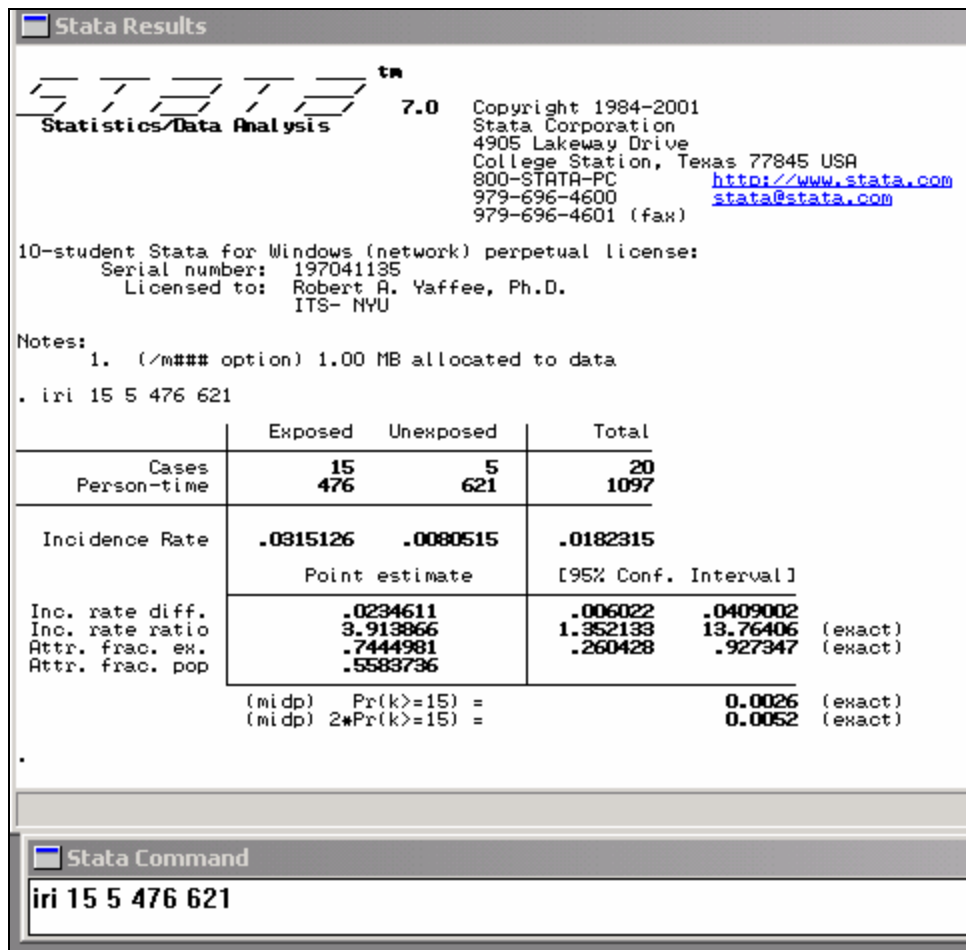 Stata Results
STATA tm
7.0 Copyright 1984-2001
Statistics/Data Analysis Stata Corporation
4905 Lakeway Drive
College Station, Texas 77845 USA
800-STATA-PC http://www.stata.com
979-696-4600 stata@stata.com
979-696-4601 (fax)
10-student Stata for Windows (network) perpetual license:
Serial number: 197041135
Licensed to: Robert A. Yaffee, Ph.D.
ITS- NYU
Notes:
1. (/m### option) 1.00 MB allocated to data
. iri 15 5 476 621
Exposed Unexposed Total
Cases 15 5 20
Person-time 476 621 1097
Incidence Rate .0315126 .0080515 .0182315
Point estimate [95% Conf. Interval]
Inc. rate diff. .0234611 .006022 .0409002
Inc. rate ratio 3.913866 1.352133 13.76406 (exact)
Attr. frac. ex. .7444981 .260428 .927347 (exact)
Attr. frac. pop .5583736
(midp) Pr(k>=15) = 0.0026 (exact)
(midp) 2*Pr(k>=15) = 0.0052 (exact)
.
Stata Command
iri 15 5 476 621